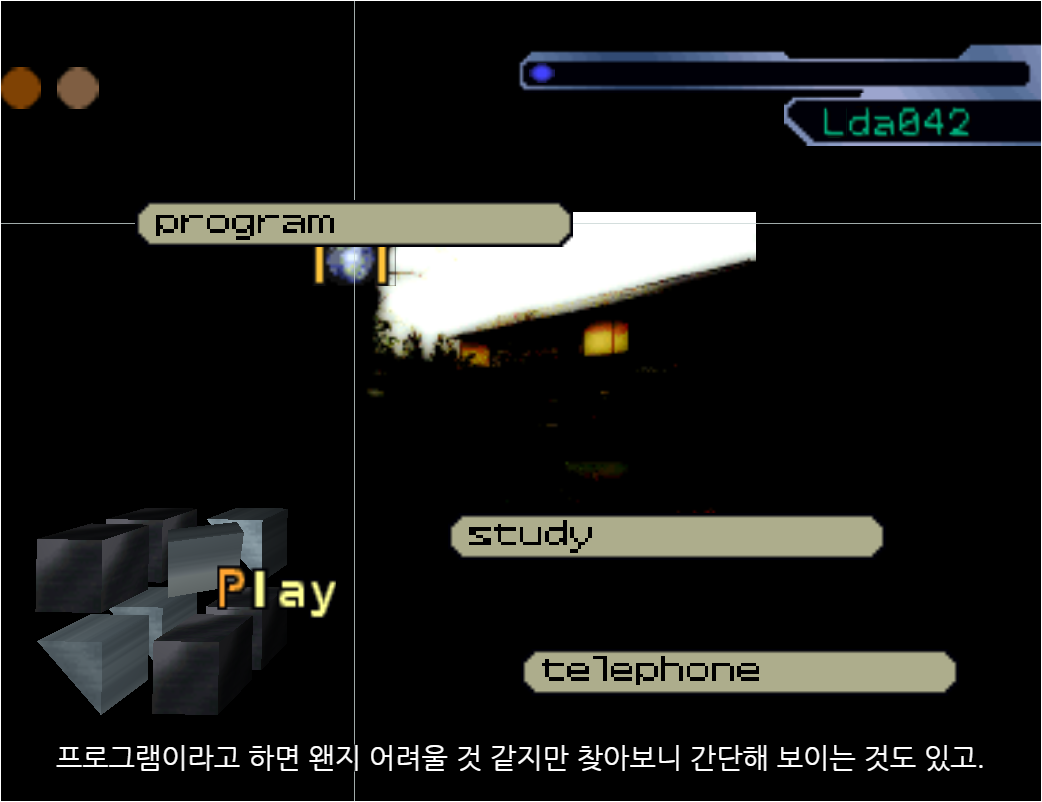 Lda042
program
study
Play
telephone
프로그램이라고 하면 왠지 어려울 것 같지만 찾아보니 간단해 보이는 것도 있고.